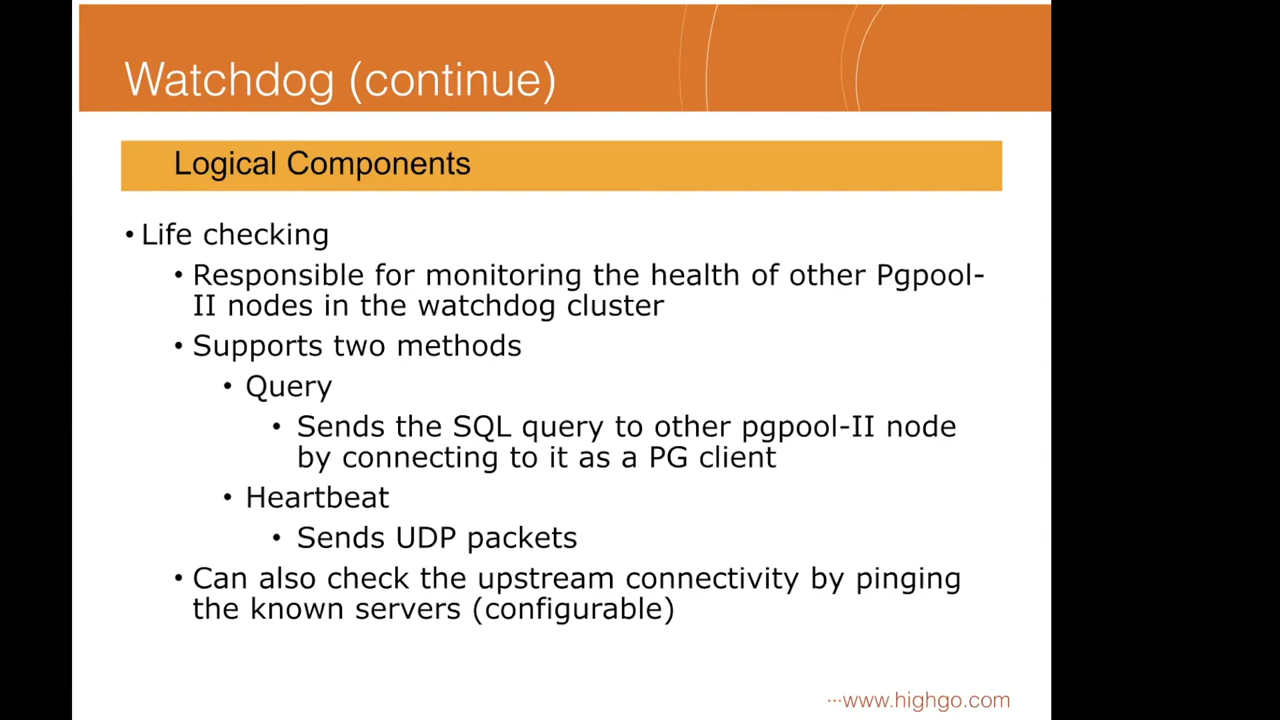 Watchdog (continue)
Logical Components
• Life checking
• Responsible for monitoring the health of other Pgpool-
II nodes in the watchdog cluster
• Supports two methods
• Query
• Sends the SQL query to other pgpool-II node
by connecting to it as a PG client
• Heartbeat
• Sends UDP packets
• Can also check the upstream connectivity by pinging
the known servers (configurable)
···www.highgo.com